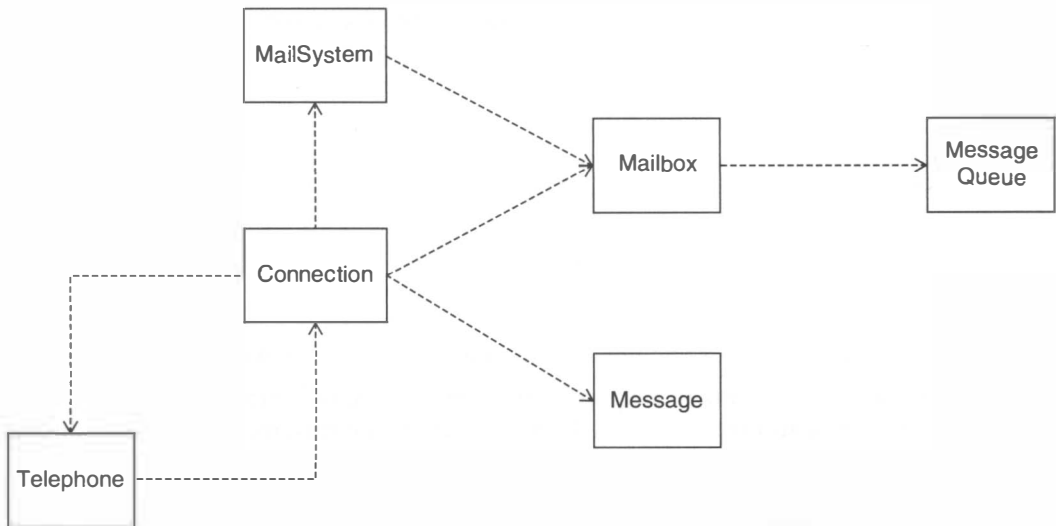 MailSystem
Mailbox
Message
Queue
Connection
Message
Telephone